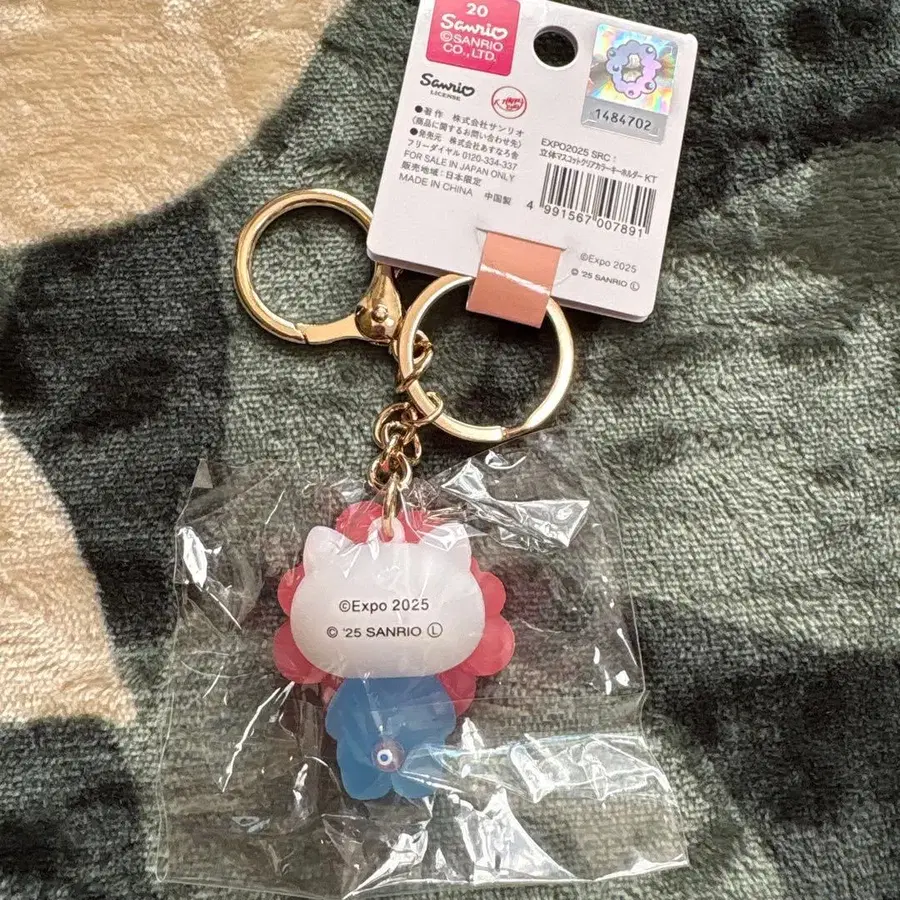 20
Sanrio
©SANRIO
CO., LTD.
Sanrio
LICENSE
●著作 株式会社サンリオ
(商品に関するお問い合わせ先)
●発売元 株式会社あすなろ舎
フリーダイヤル 0120-334-337
FOR SALE IN JAPAN ONLY
販売地域:日本限定
MADE IN CHINA 中国製
1484702
EXPO2025 SRC:
立体マスコットクリアカラーキーホルダー KT
4 991567 007891
©Expo 2025
© '25 SANRIO Ⓛ
©Expo 2025
© '25 SANRIO Ⓛ